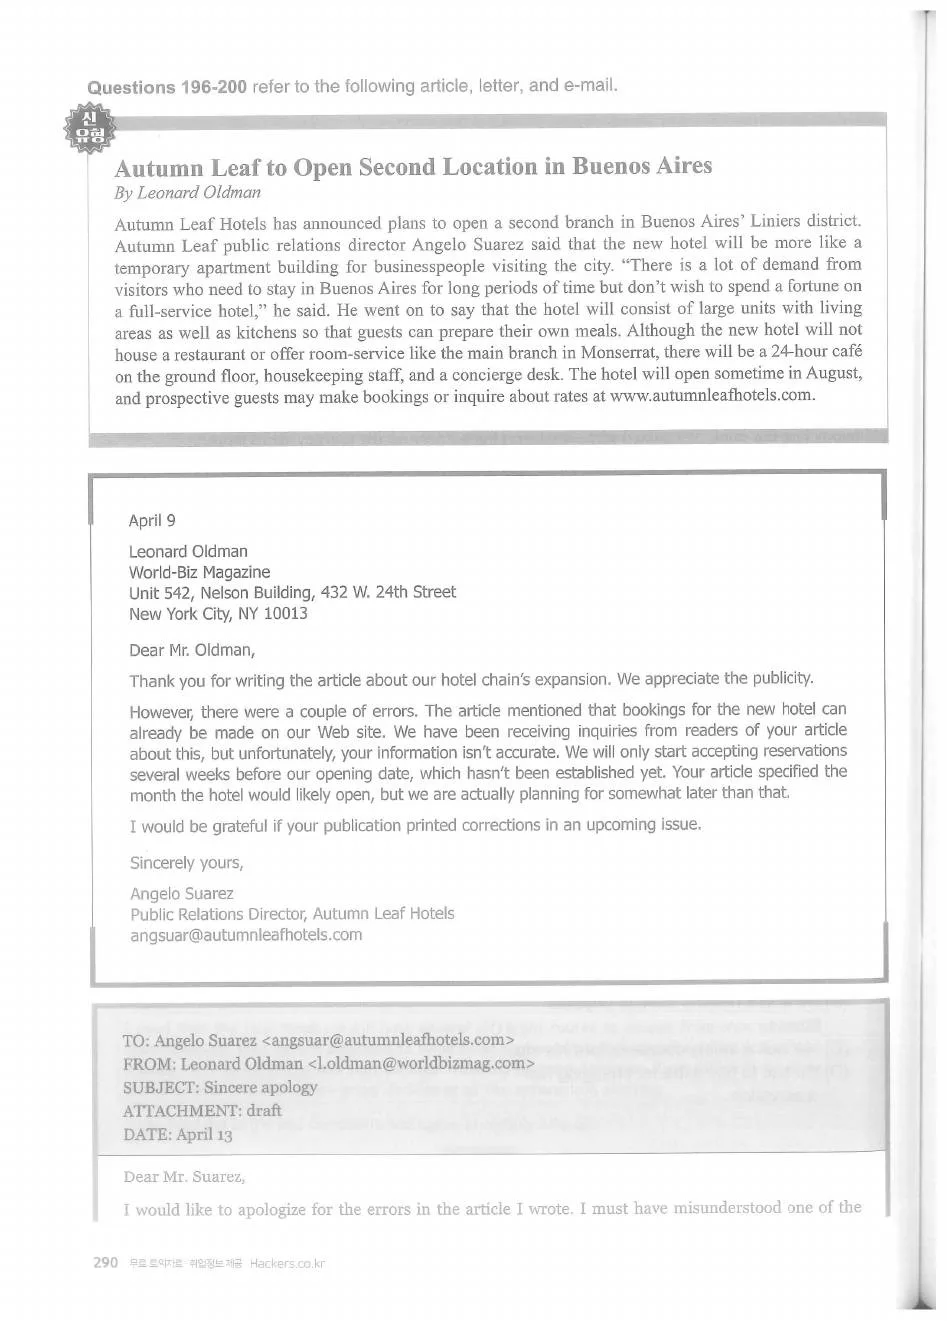 Questions 196-200 refer to the following article, letter, and e-mail.
신
유형
Autumn Leaf to Open Second Location in Buenos Aires
By Leonard Oldman
Autumn Leaf Hotels has announced plans to open a second branch in Buenos Aires' Liniers district.
Autumn Leaf public relations director Angelo Suarez said that the new hotel will be more like a
temporary apartment building for businesspeople visiting the city. “There is a lot of demand from
visitors who need to stay in Buenos Aires for long periods of time but don't wish to spend a fortune on
a full-service hotel,” he said. He went on to say that the hotel will consist of large units with living
areas as well as kitchens so that guests can prepare their own meals. Although the new hotel will not
house a restaurant or offer room-service like the main branch in Monserrat, there will be a 24-hour café
on the ground floor, housekeeping staff, and a concierge desk. The hotel will open sometime in August,
and prospective guests may make bookings or inquire about rates at www.autumnleafhotels.com.
April 9
Leonard Oldman
World-Biz Magazine
Unit 542, Nelson Building, 432 W. 24th Street
New York City, NY 10013
Dear Mr. Oldman,
Thank you for writing the article about our hotel chain's expansion. We appreciate the publicity.
However, there were a couple of errors. The article mentioned that bookings for the new hotel can
already be made on our Web site. We have been receiving inquiries from readers of your article
about this, but unfortunately, your information isn't accurate. We will only start accepting reservations
several weeks before our opening date, which hasn't been established yet. Your article specified the
month the hotel would likely open, but we are actually planning for somewhat later than that.
I would be grateful if your publication printed corrections in an upcoming issue.
Sincerely yours,
Angelo Suarez
Public Relations Director, Autumn Leaf Hotels
angsuar@autumnleafhotels.com
TO: Angelo Suarez <angsuar@autumnleafhotels.com>
FROM: Leonard Oldman <l.oldman@worldbizmag.com>
SUBJECT: Sincere apology
ATTACHMENT: draft
DATE: April 13
Dear Mr. Suarez,
I would like to apologize for the errors in the article I wrote. I must have misunderstood one of the
290 무료 토익자료·취업정보 제공 Hackers.co.kr